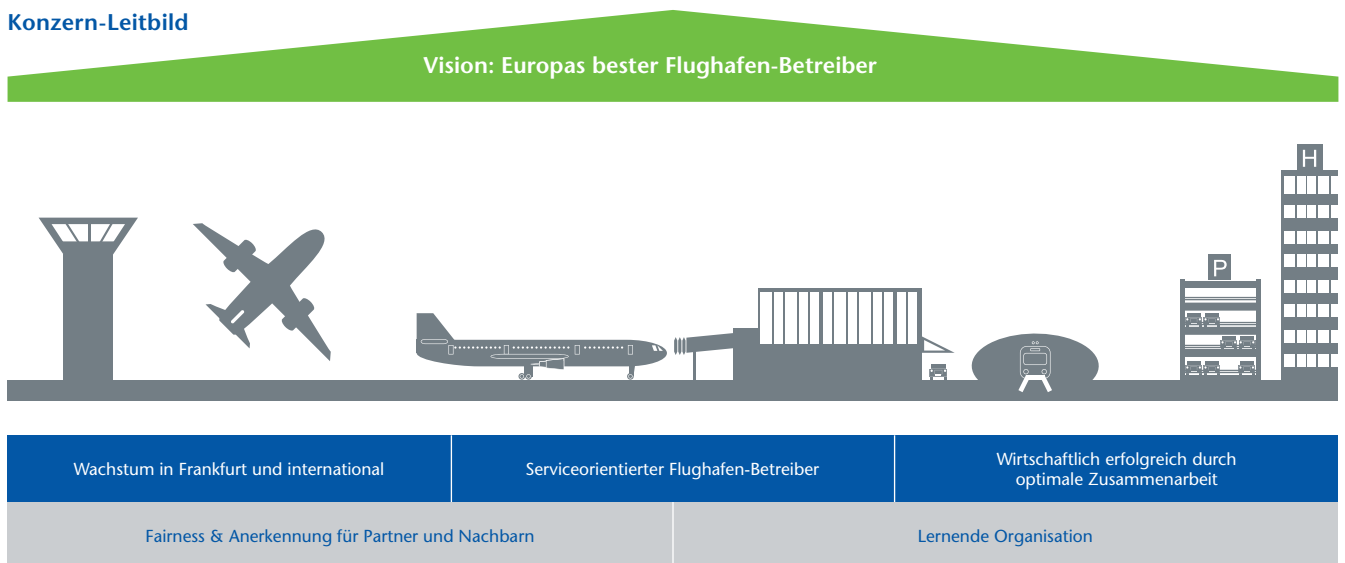 Konzern-Leitbild
Vision: Europas bester Flughafen-Betreiber
H
P
Wachstum in Frankfurt und international
Serviceorientierter Flughafen-Betreiber
Wirtschaftlich erfolgreich durch
optimale Zusammenarbeit
Fairness & Anerkennung für Partner und Nachbarn
Lernende Organisation